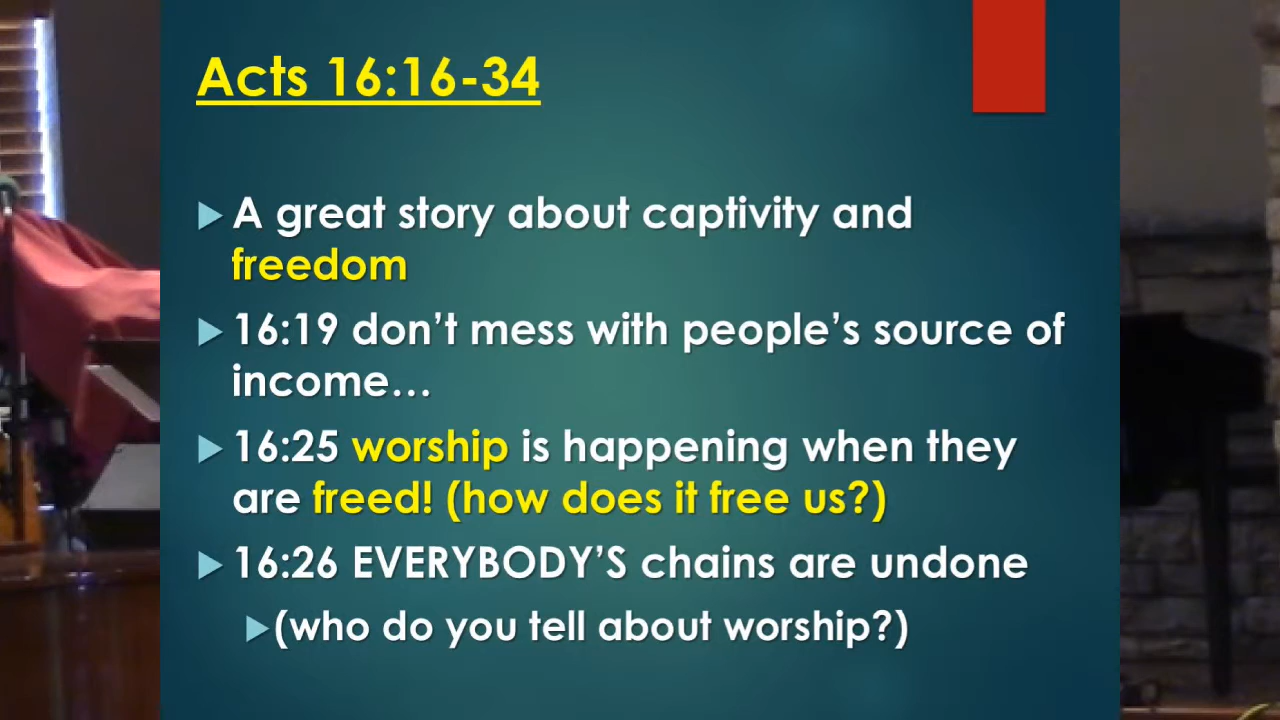 Acts 16:16-34
A great story about captivity and
freedom
16:19 don’t mess with people’s source of
income…
16:25 worship is happening when they
are freed! (how does it free us?)
16:26 EVERYBODY’S chains are undone
(who do you tell about worship?)